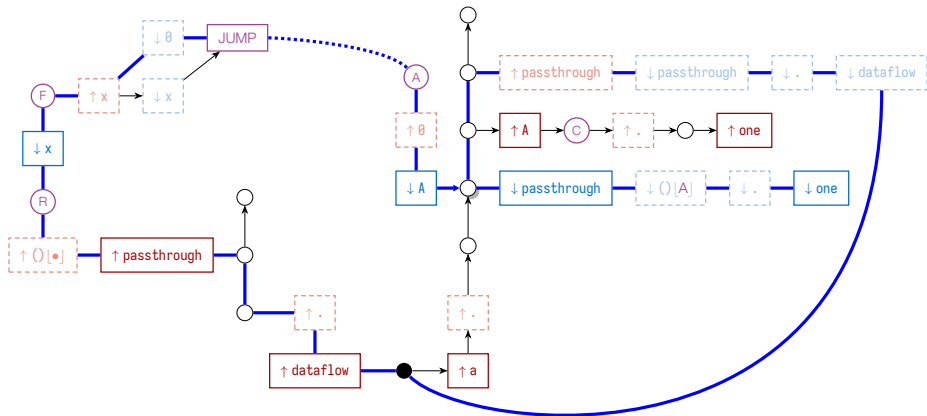 ↓0
JUMP
F
↑x
↓x
A
↑passthrough
↓passthrough
↓.
↓dataflow
↑0
↑A
C
↑.
↑one
↓x
↓A
↓passthrough
↓()[A]
↓.
↓one
R
↑()[•]
↑passthrough
↑.
↑.
↑dataflow
↑a